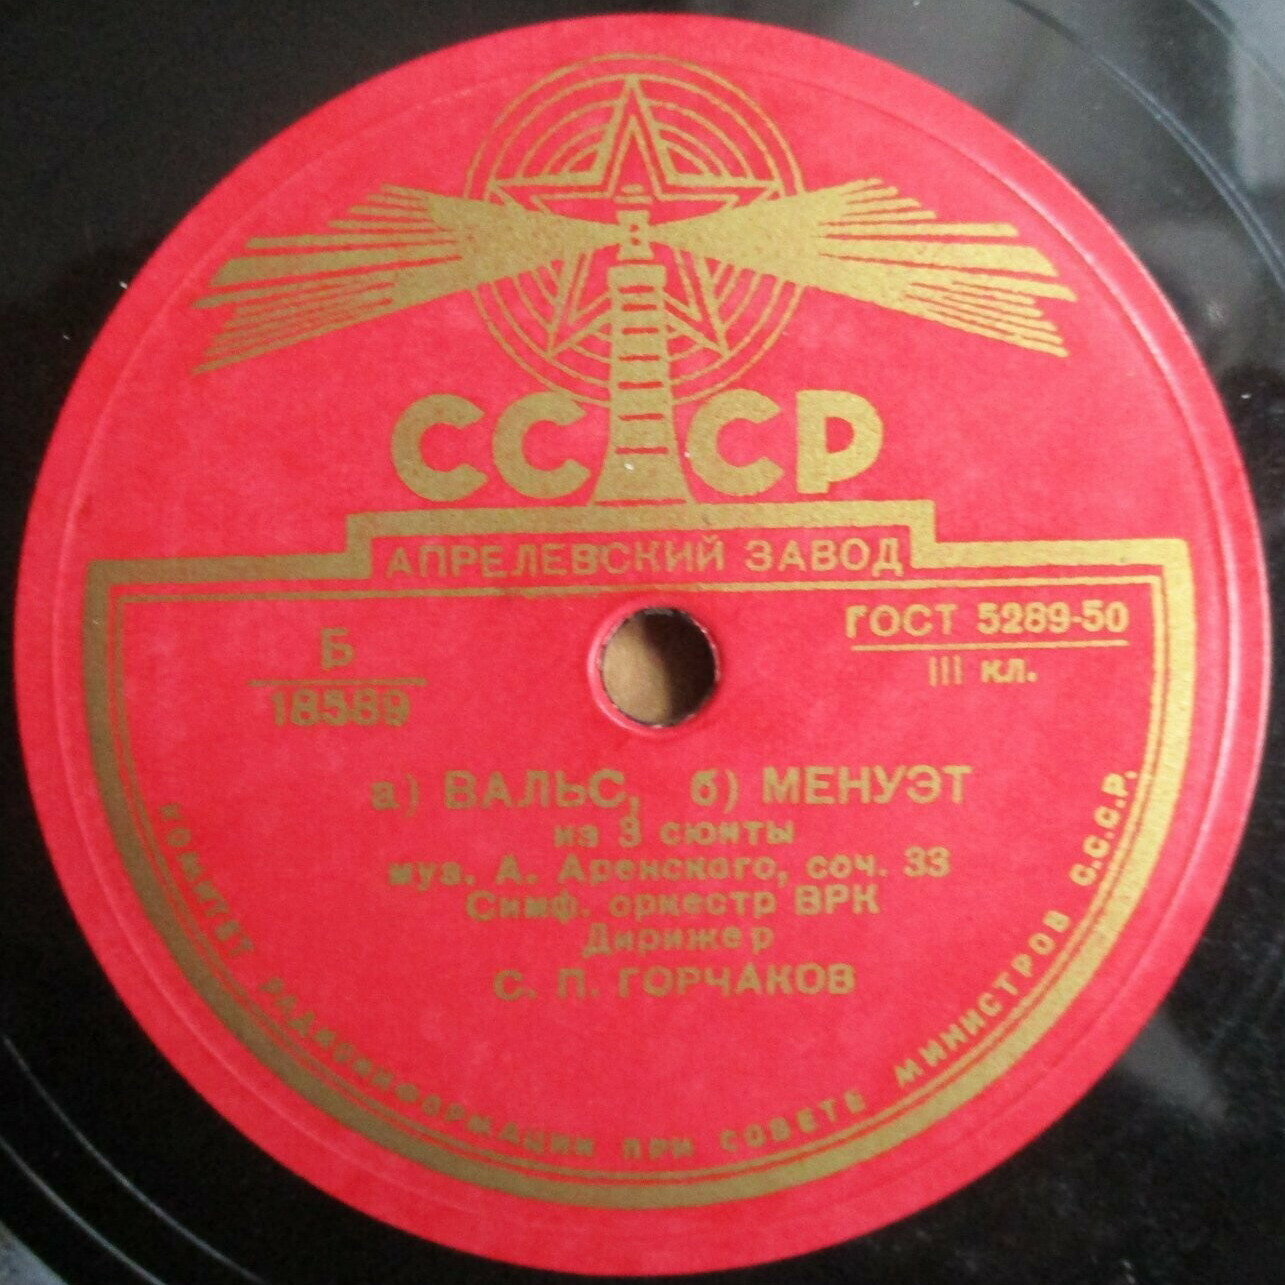 СССР
АПРЕЛЕВСКИЙ ЗАВОД
Б
18589
ГОСТ 5289-50
III кл.
а) ВАЛЬС, б) МЕНУЭТ
из 3 сюиты
муз. А. Аренского, соч. 33
Симф. оркестр ВРК
Дирижер
С. П. ГОРЧАКОВ
КОМИТЕТ РАДИОИНФОРМАЦИИ ПРИ СОВЕТЕ МИНИСТРОВ С.С.С.Р.